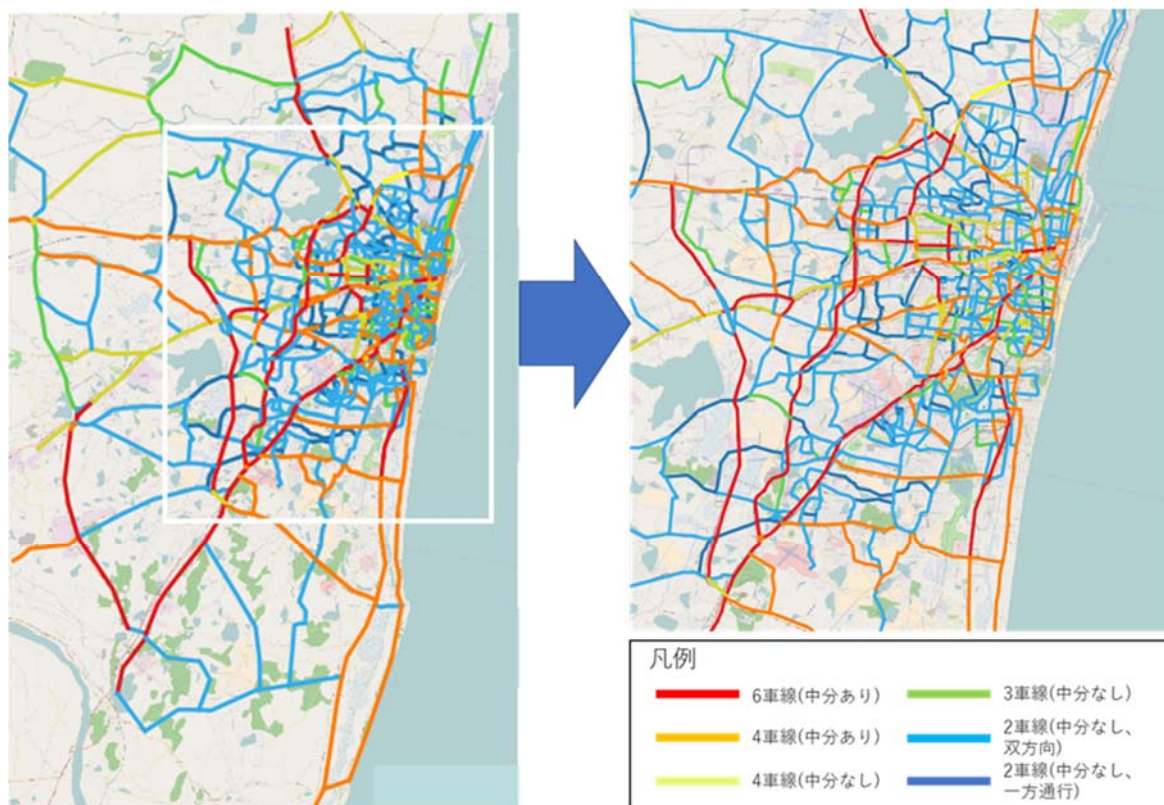 凡例
6車線(中分あり)
3車線(中分なし)
4車線(中分あり)
2車線(中分なし、
双方向)
4車線(中分なし)
2車線(中分なし、
一方通行)